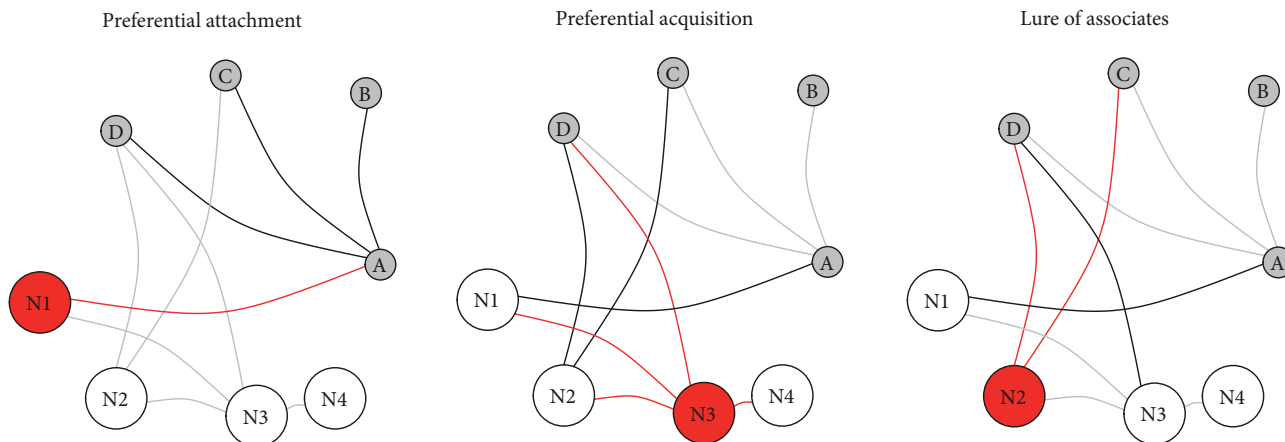 Preferential attachment
C
B
D
A
N1
N2
N3
N4
Preferential acquisition
C
B
D
A
N1
N2
N3
N4
Lure of associates
C
B
D
A
N1
N2
N3
N4